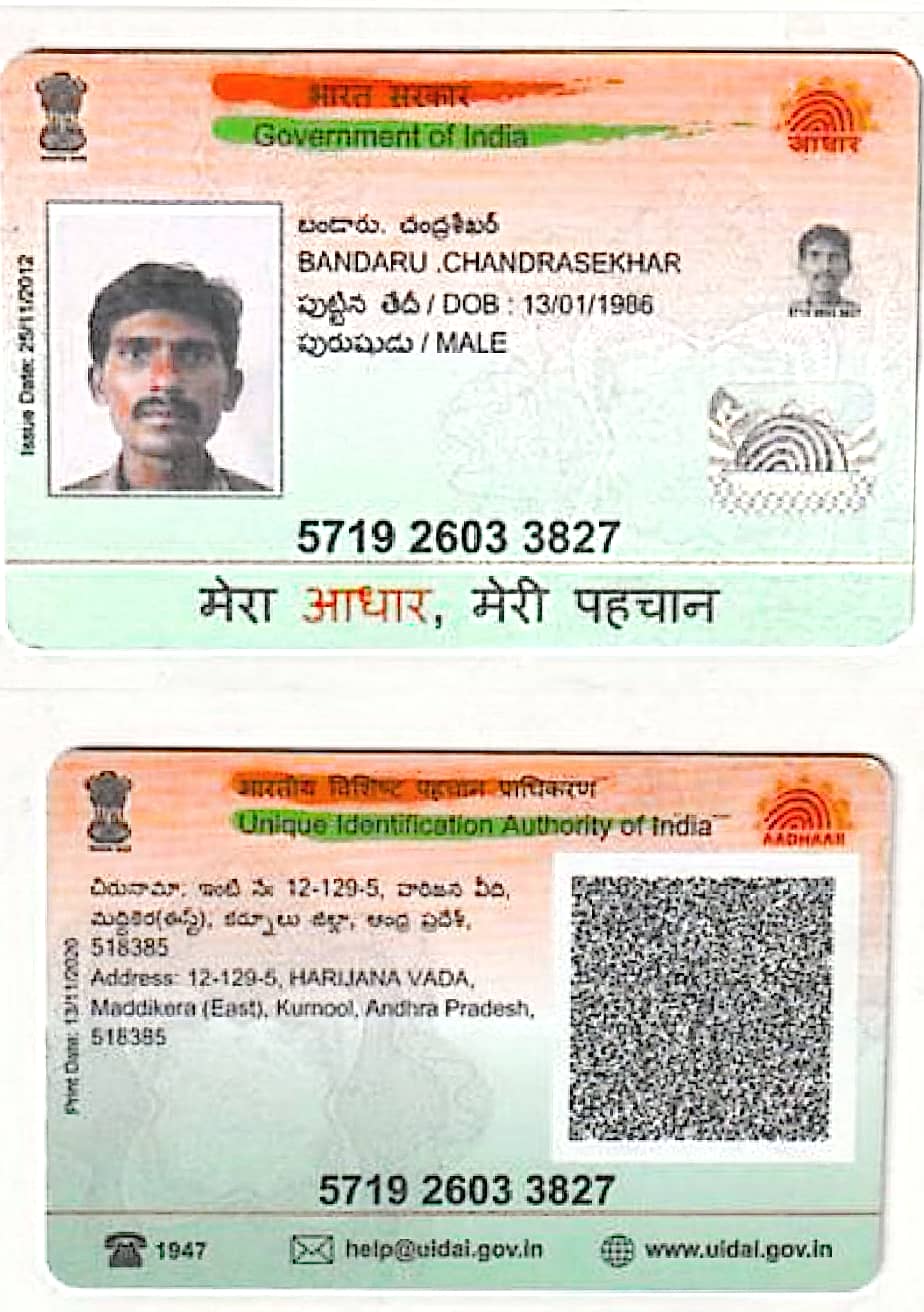 भारत सरकार
Government of India
आधार
Issue Date: 25/11/2012
బండారు. చంద్రశేఖర్
BANDARU .CHANDRASEKHAR
పుట్టిన తేదీ / DOB : 13/01/1986
పురుషుడు / MALE
5719 2603 3827
मेरा आधार, मेरी पहचान
भारतीय विशिष्ट पहचान प्राधिकरण
Unique Identification Authority of India
AADHAAR
Print Date: 13/11/2020
చిరునామా: ఇంటి నం: 12-129-5, హరిజన వీధి,
మద్దికెర(ఈస్ట్), కర్నూలు జిల్లా, ఆంధ్ర ప్రదేశ్,
518385
Address: 12-129-5, HARIJANA VADA,
Maddikera (East), Kurnool, Andhra Pradesh,
518385
5719 2603 3827
1947
help@uidai.gov.in
www.uidai.gov.in